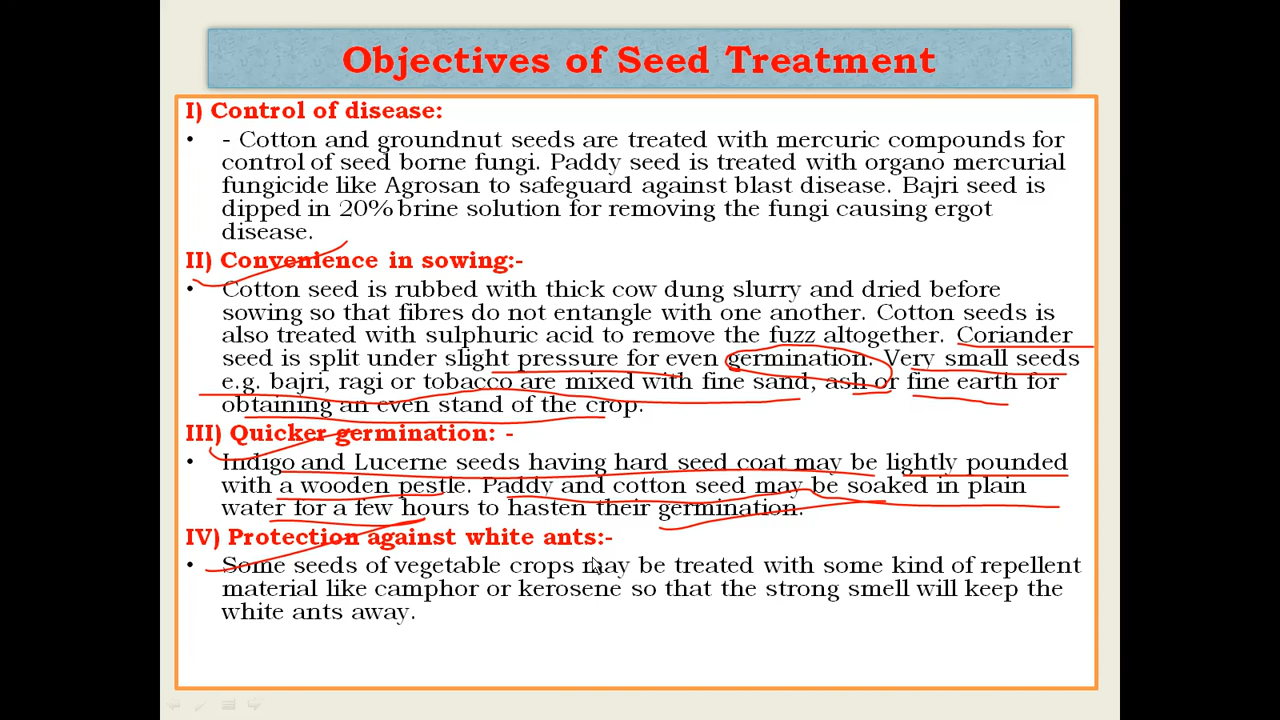 Objectives of Seed Treatment
I) Control of disease:
• - Cotton and groundnut seeds are treated with mercuric compounds for
control of seed borne fungi. Paddy seed is treated with organo mercurial
fungicide like Agrosan to safeguard against blast disease. Bajri seed is
dipped in 20% brine solution for removing the fungi causing ergot
disease.
II) Convenience in sowing:-
• Cotton seed is rubbed with thick cow dung slurry and dried before
sowing so that fibres do not entangle with one another. Cotton seeds is
also treated with sulphuric acid to remove the fuzz altogether. Coriander
seed is split under slight pressure for even germination. Very small seeds
e.g. bajri, ragi or tobacco are mixed with fine sand, ash or fine earth for
obtaining an even stand of the crop.
III) Quicker germination: -
• Indigo and Lucerne seeds having hard seed coat may be lightly pounded
with a wooden pestle. Paddy and cotton seed may be soaked in plain
water for a few hours to hasten their germination.
IV) Protection against white ants:-
• Some seeds of vegetable crops may be treated with some kind of repellent
material like camphor or kerosene so that the strong smell will keep the
white ants away.